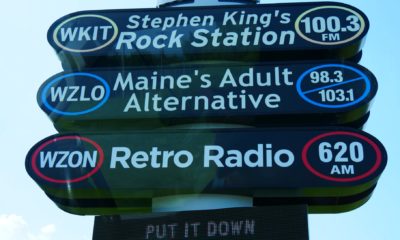 WKIT
Stephen King's
Rock Station
100.3
FM
WZLO
Maine's Adult
Alternative
98.3
103.1
WZON
Retro Radio
620
AM
PUT IT DOWN